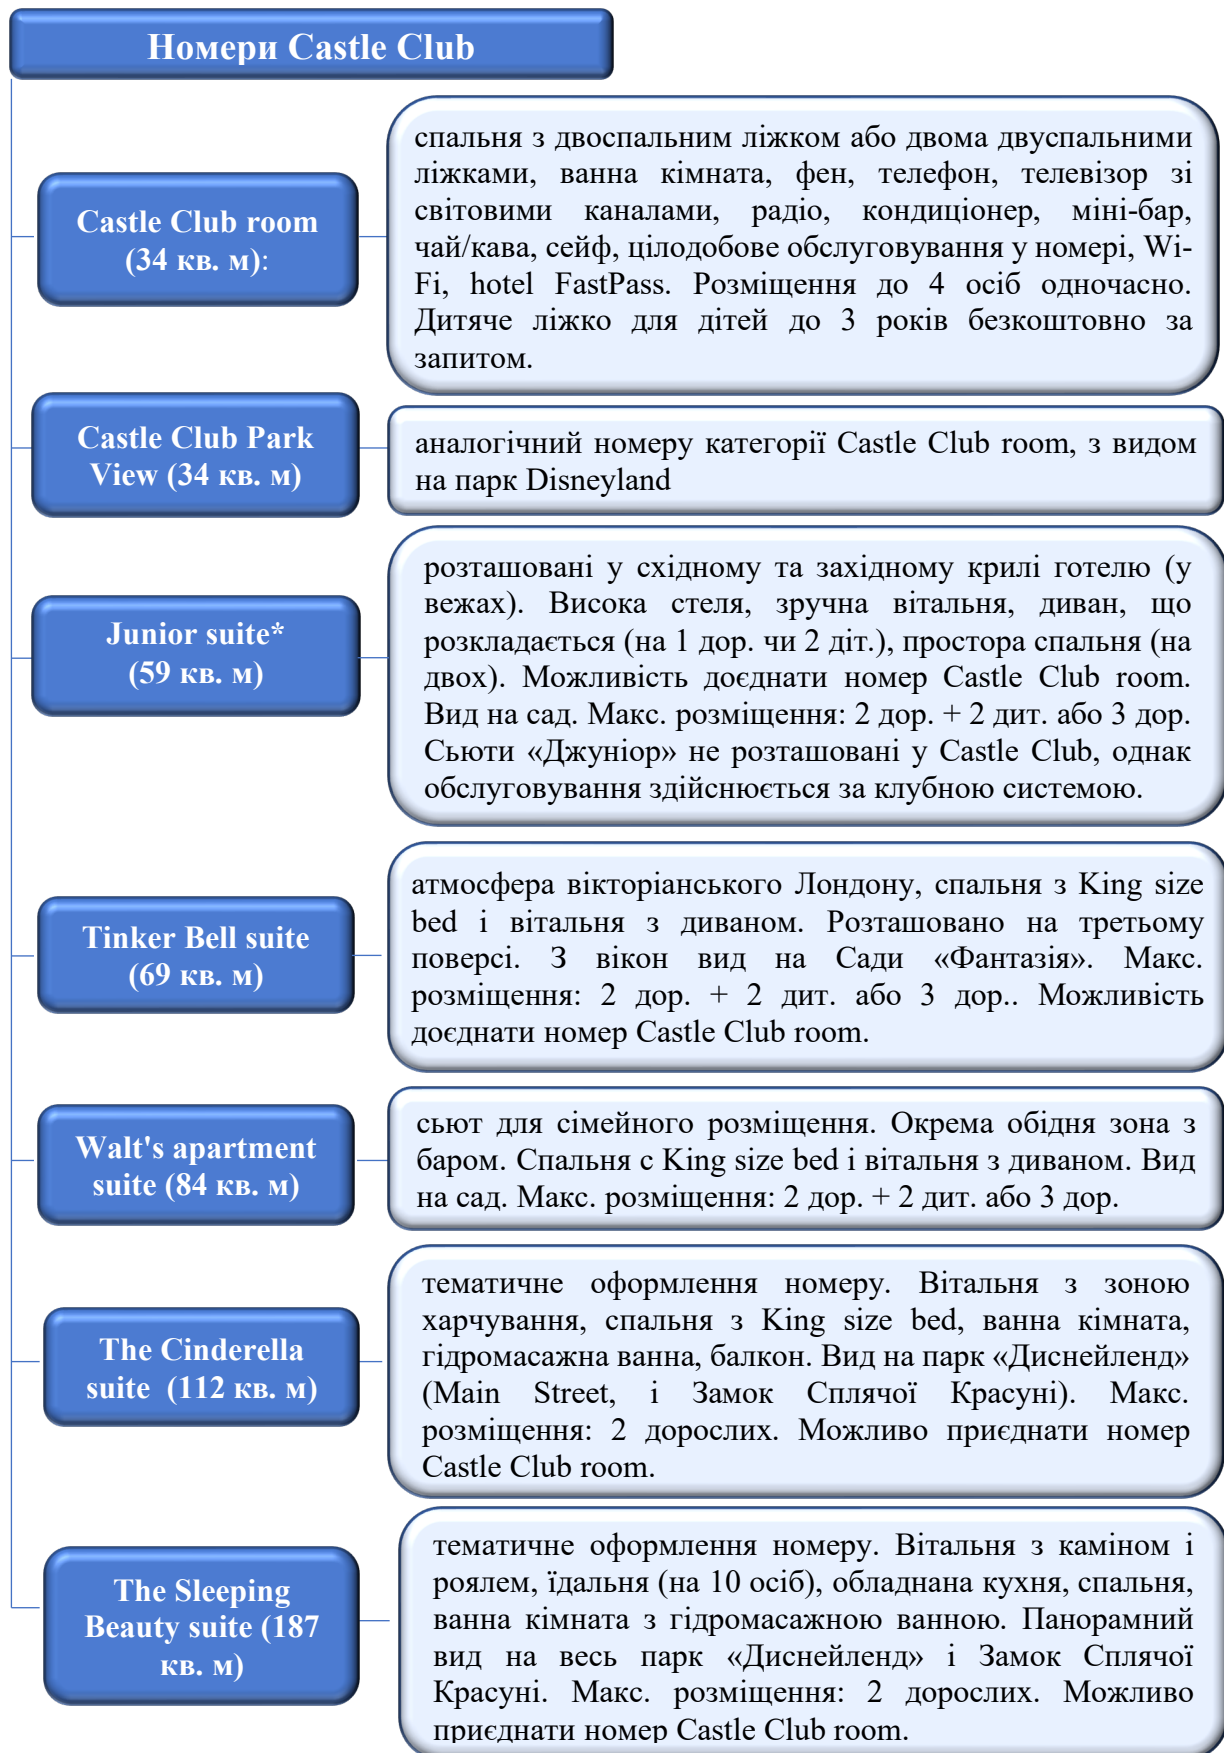 Номери Castle Club
Castle Club room
(34 кв. м):
спальня з двоспальним ліжком або двома двуспальними
ліжками, ванна кімната, фен, телефон, телевізор зі
світовими каналами, радіо, кондиціонер, міні-бар,
чай/кава, сейф, цілодобове обслуговування у номері, Wi-
Fi, hotel FastPass. Розміщення до 4 осіб одночасно.
Дитяче ліжко для дітей до 3 років безкоштовно за
запитом.
Castle Club Park
View (34 кв. м)
аналогічний номеру категорії Castle Club room, з видом
на парк Disneyland
Junior suite*
(59 кв. м)
розташовані у східному та західному крилі готелю (у
вежах). Висока стеля, зручна вітальня, диван, що
розкладається (на 1 дор. чи 2 діт.), простора спальня (на
двох). Можливість доєднати номер Castle Club room.
Вид на сад. Макс. розміщення: 2 дор. + 2 дит. або 3 дор.
Сьюти «Джуніор» не розташовані у Castle Club, однак
обслуговування здійснюється за клубною системою.
Tinker Bell suite
(69 кв. м)
атмосфера вікторіанського Лондону, спальня з King size
bed і вітальня з диваном. Розташовано на третьому
поверсі. З вікон вид на Сади «Фантазія». Макс.
розміщення: 2 дор. + 2 дит. або 3 дор.. Можливість
доєднати номер Castle Club room.
Walt's apartment
suite (84 кв. м)
сьют для сімейного розміщення. Окрема обідня зона з
баром. Спальня с King size bed і вітальня з диваном. Вид
на сад. Макс. розміщення: 2 дор. + 2 дит. або 3 дор.
The Cinderella
suite (112 кв. м)
тематичне оформлення номеру. Вітальня з зоною
харчування, спальня з King size bed, ванна кімната,
гідромасажна ванна, балкон. Вид на парк «Диснейленд»
(Main Street, і Замок Сплячої Красуні). Макс.
розміщення: 2 дорослих. Можливо приєднати номер
Castle Club room.
The Sleeping
Beauty suite (187
кв. м)
тематичне оформлення номеру. Вітальня з каміном і
роялем, їдальня (на 10 осіб), обладнана кухня, спальня,
ванна кімната з гідромасажною ванною. Панорамний
вид на весь парк «Диснейленд» і Замок Сплячої
Красуні. Макс. розміщення: 2 дорослих. Можливо
приєднати номер Castle Club room.